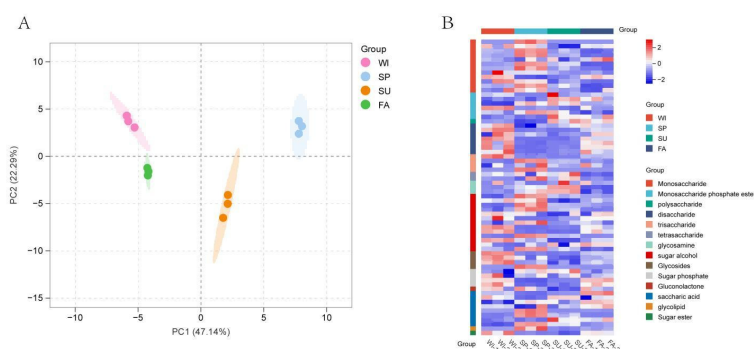 A
B
Group
WI
SP
SU
FA
10
5
0
−5
−10
−15
−10
−5
0
5
10
PC2 (22.29%)
PC1 (47.14%)
Group
2
0
−2
Group
WI
SP
SU
FA
Group
Monosaccharide
Monosaccharide phosphate este
polysaccharide
disaccharide
trisaccharide
tetrasaccharide
glycosamine
sugar alcohol
Glycosides
Sugar phosphate
Gluconolactone
saccharic acid
glycolipid
Sugar ester
Group